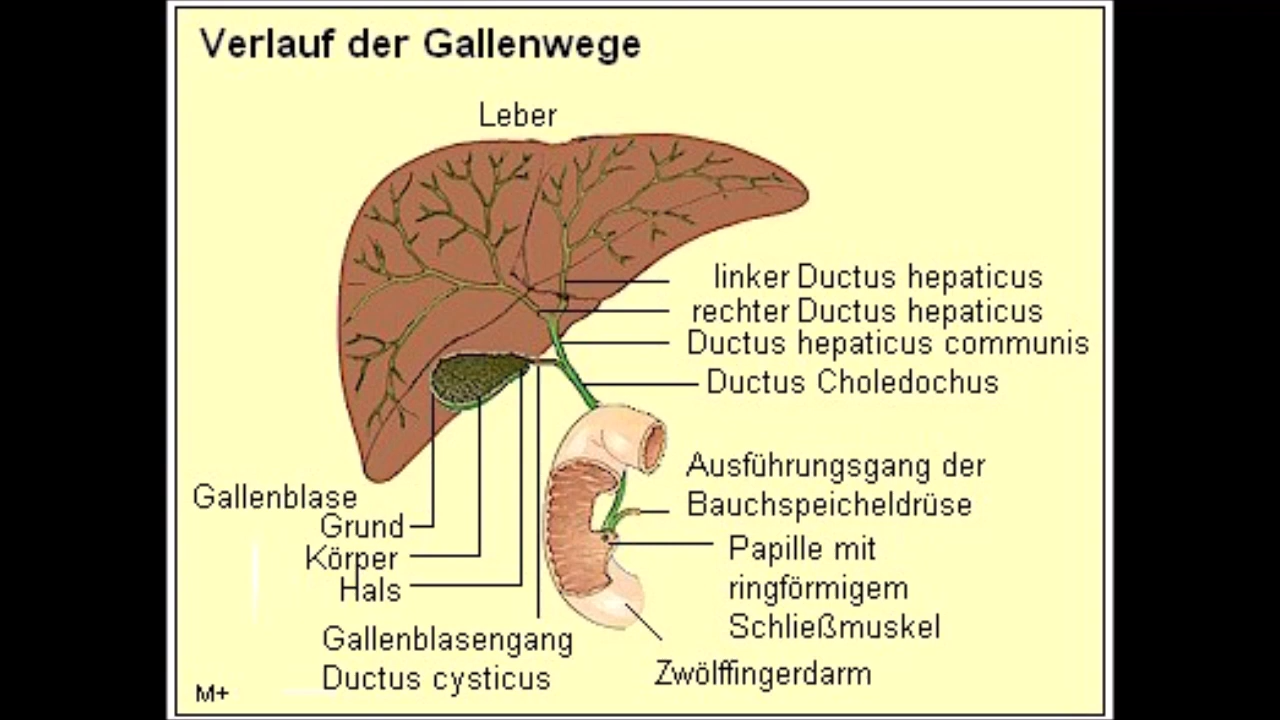 Verlauf der Gallenwege
Leber
linker Ductus hepaticus
rechter Ductus hepaticus
Ductus hepaticus communis
Ductus Choledochus
Ausführungsgang der
Bauchspeicheldrüse
Papille mit
ringförmigem
Schließmuskel
Zwölffingerdarm
Gallenblase
Grund
Körper
Hals
Gallenblasengang
Ductus cysticus
M+